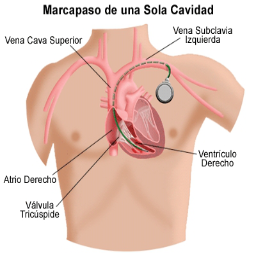 Marcapaso de una Sola Cavidad
Vena Subclavia
Izquierda
Vena Cava Superior
Ventrículo
Derecho
Atrio Derecho
Válvula
Tricúspide